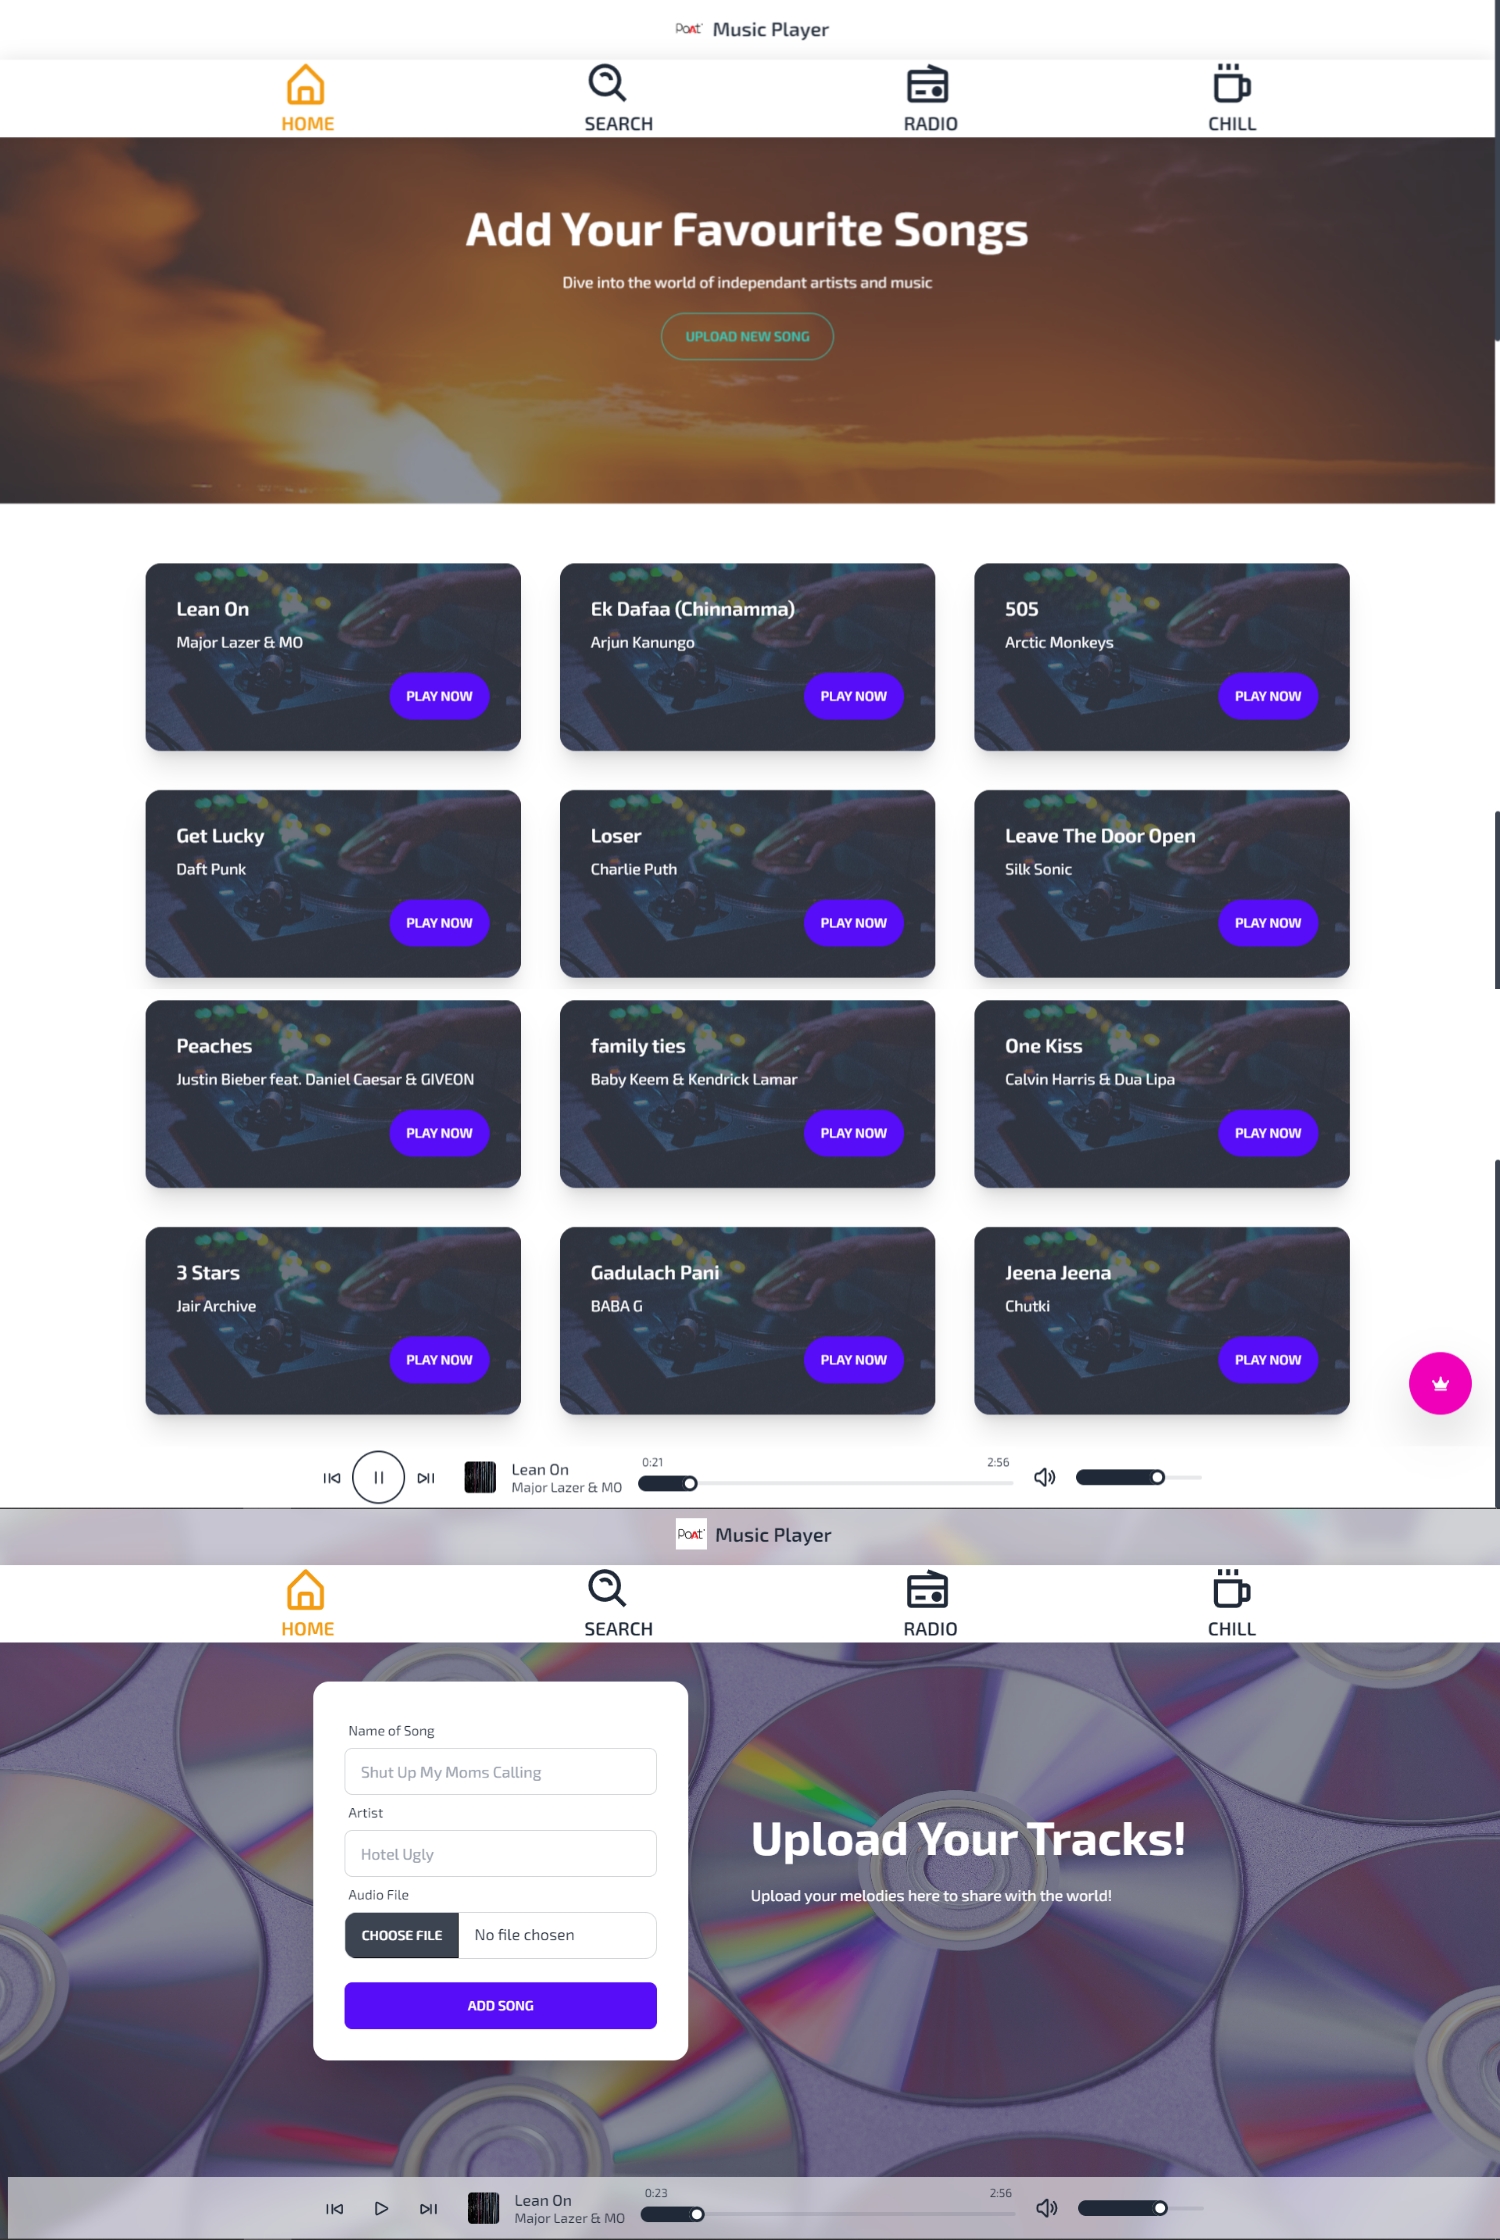 Poat Music Player
HOME SEARCH RADIO CHILL
Add Your Favourite Songs
Dive into the world of independant artists and music
UPLOAD NEW SONG
Lean On
Major Lazer & MO
PLAY NOW
Ek Dafaa (Chinnamma)
Arjun Kanungo
PLAY NOW
505
Arctic Monkeys
PLAY NOW
Get Lucky
Daft Punk
PLAY NOW
Loser
Charlie Puth
PLAY NOW
Leave The Door Open
Silk Sonic
PLAY NOW
Peaches
Justin Bieber feat. Daniel Caesar & GIVEON
PLAY NOW
family ties
Baby Keem & Kendrick Lamar
PLAY NOW
One Kiss
Calvin Harris & Dua Lipa
PLAY NOW
3 Stars
Jair Archive
PLAY NOW
Gadulach Pani
BABA G
PLAY NOW
Jeena Jeena
Chutki
PLAY NOW
Lean On
Major Lazer & MO
0:21 2:56
Poat Music Player
HOME SEARCH RADIO CHILL
Name of Song
Shut Up My Moms Calling
Artist
Hotel Ugly
Audio File
CHOOSE FILE No file chosen
ADD SONG
Upload Your Tracks!
Upload your melodies here to share with the world!
Lean On
Major Lazer & MO
0:23 2:56